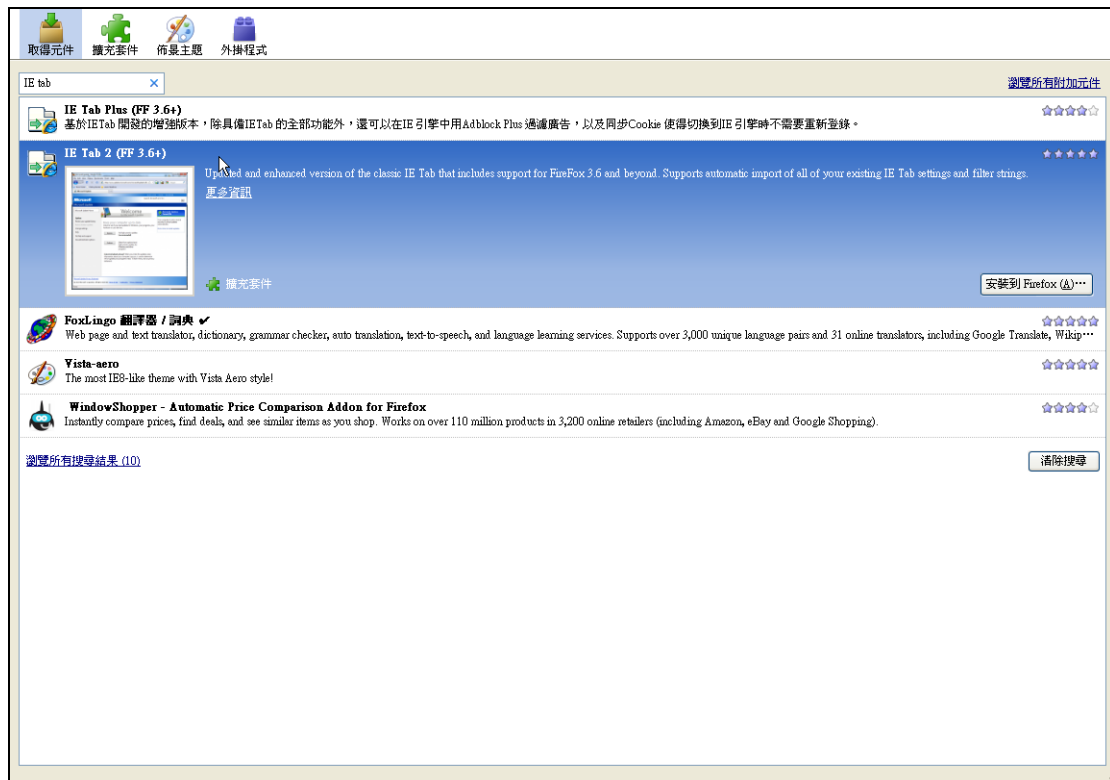 取得元件 擴充套件 佈景主題 外掛程式
IE tab
瀏覽所有附加元件
IE Tab Plus (FF 3.6+)
基於IETab 開發的增強版本，除具備IETab 的全部功能外，還可以在IE 引擎中用Adblock Plus 過濾廣告，以及同步Cookie 使得切換到IE 引擎時不需要重新登錄。
IE Tab 2 (FF 3.6+)
Updated and enhanced version of the classic IE Tab that includes support for FireFox 3.6 and beyond. Supports automatic import of all of your existing IE Tab settings and filter strings.
更多資訊
擴充套件
安裝到 Firefox (A)…
FoxLingo 翻譯器 / 詞典 ✔
Web page and text translator, dictionary, grammar checker, auto translation, text-to-speech, and language learning services. Supports over 3,000 unique language pairs and 31 online translators, including Google Translate, Wikip…
Vista-aero
The most IE8-like theme with Vista Aero style!
WindowShopper - Automatic Price Comparison Addon for Firefox
Instantly compare prices, find deals, and see similar items as you shop. Works on over 110 million products in 3,200 online retailers (including Amazon, eBay and Google Shopping).
瀏覽所有搜尋結果 (10)
清除搜尋